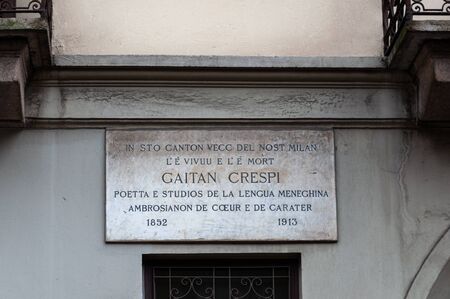 IN STO CANTON VECC DEL NOST MILAN
L'É VIVUU E L'É MORT
GAITAN CRESPI
POETTA E STUDIOS DE LA LENGUA MENEGHINA
AMBROSIANON DE CŒUR E DE CARATER
1852 1913